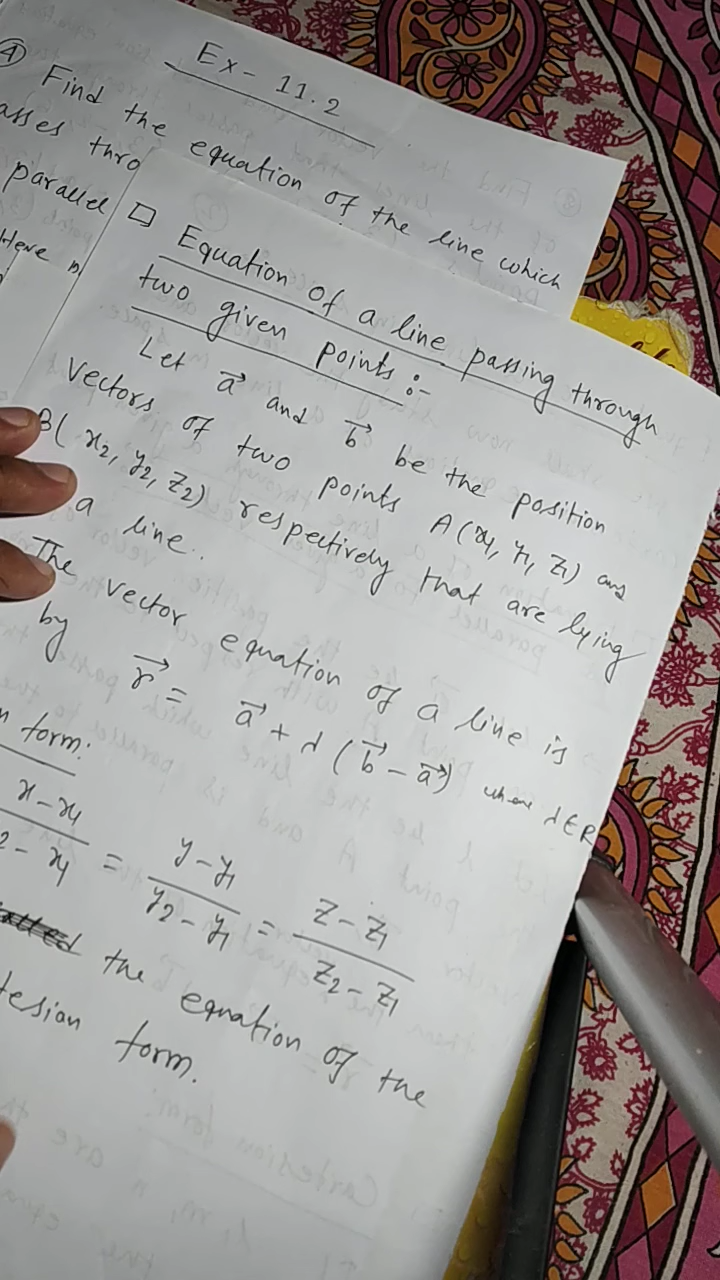 Ex- 11.2
④ Find the equation of the line which
asses thro
parallel
Here
□ Equation of a line passing through
two given points :-
Let a⃗ and b⃗ be the position
vectors of two points A(x₁, y₁, z₁) and
B( x₂, y₂, z₂) respectively that are lying
a line..
The vector equation of a line is
by r⃗ = a⃗ + λ (b⃗ - a⃗) where λ∈R
n form:
x-x₁ / 2-x₁ = y-y₁ / y₂-y₁ = z-z₁ / z₂-z₁
the equation of the
tesian form.